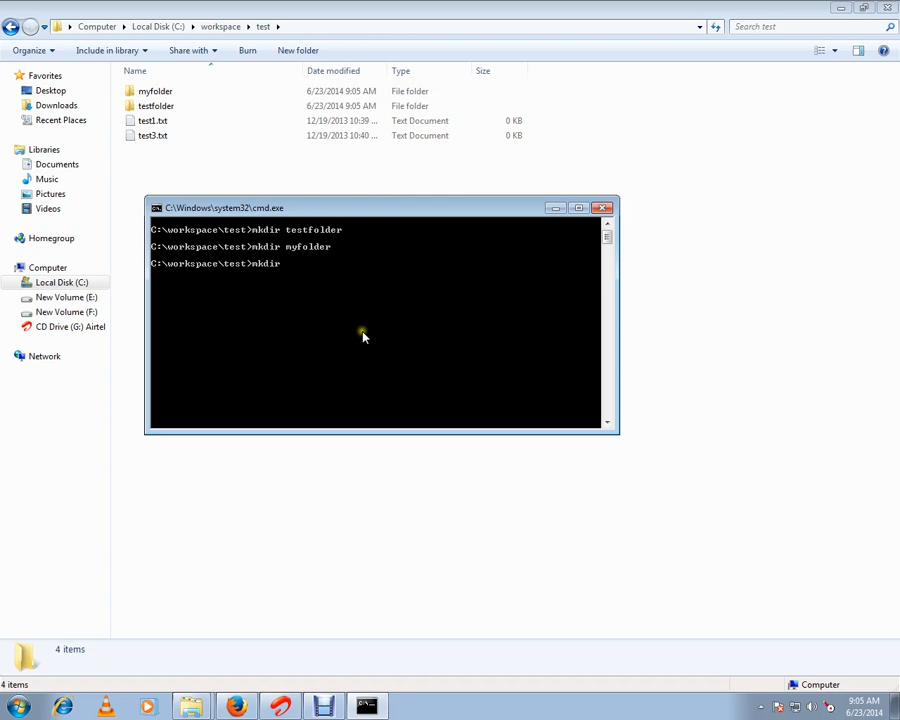 Computer ▸ Local Disk (C:) ▸ workspace ▸ test ▸
Search test
Organize Include in library Share with Burn New folder
Name Date modified Type Size
Favorites
Desktop
Downloads
Recent Places
Libraries
Documents
Music
Pictures
Videos
Homegroup
Computer
Local Disk (C:)
New Volume (E:)
New Volume (F:)
CD Drive (G:) Airtel
Network
myfolder 6/23/2014 9:05 AM File folder
testfolder 6/23/2014 9:05 AM File folder
test1.txt 12/19/2013 10:39 ... Text Document 0 KB
test3.txt 12/19/2013 10:40 ... Text Document 0 KB
C:\Windows\system32\cmd.exe
C:\workspace\test>mkdir testfolder
C:\workspace\test>mkdir myfolder
C:\workspace\test>mkdir
4 items
4 items
Computer
9:05 AM
6/23/2014